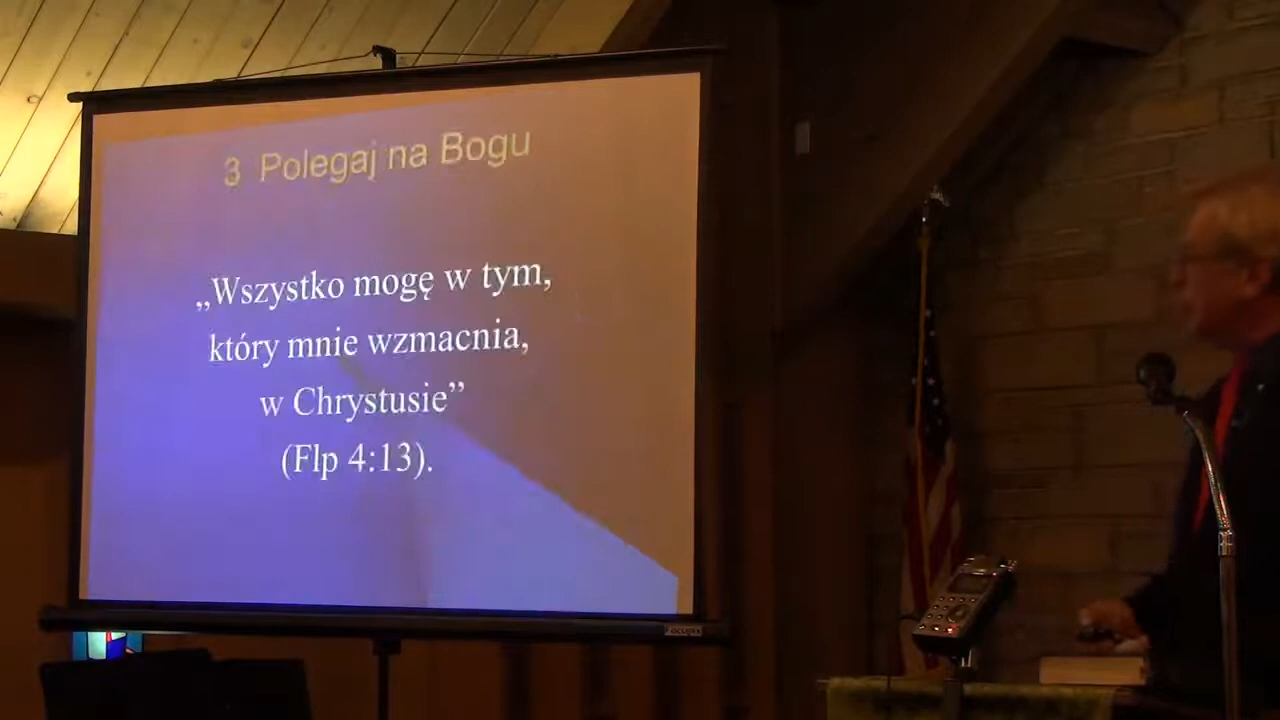 3 Polegaj na Bogu
„Wszystko mogę w tym,
który mnie wzmacnia,
w Chrystusie”
(Flp 4:13).